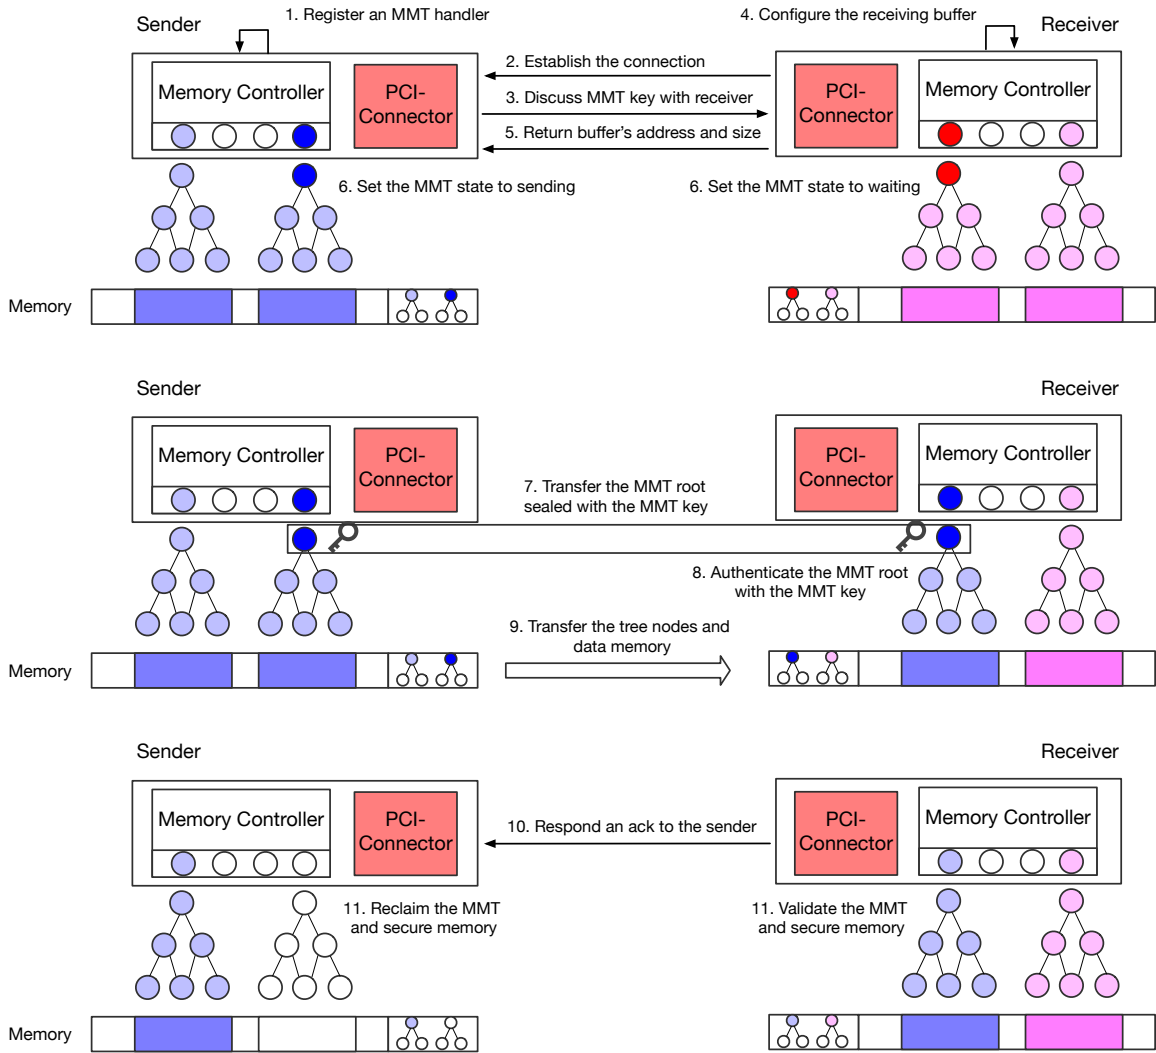 Sender
1. Register an MMT handler
4. Configure the receiving buffer
Receiver
Memory Controller
PCI-
Connector
2. Establish the connection
3. Discuss MMT key with receiver
5. Return buffer's address and size
PCI-
Connector
Memory Controller
6. Set the MMT state to sending
6. Set the MMT state to waiting
Memory
Sender
Receiver
Memory Controller
PCI-
Connector
PCI-
Connector
Memory Controller
7. Transfer the MMT root
sealed with the MMT key
8. Authenticate the MMT root
with the MMT key
9. Transfer the tree nodes and
data memory
Memory
Sender
Receiver
Memory Controller
PCI-
Connector
10. Respond an ack to the sender
PCI-
Connector
Memory Controller
11. Reclaim the MMT
and secure memory
11. Validate the MMT
and secure memory
Memory